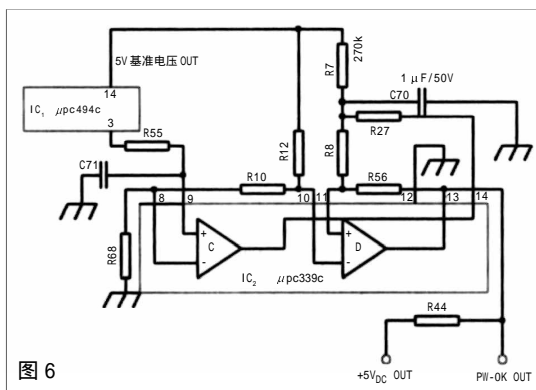 5V基准电压OUT
14
IC₁ μpc494c
3
R55
C71
R7
270k
1μF/50V
C70
R27
R12
R8
R10
R56
8
9
10
11
12
13
14
R68
+
C
-
+
D
-
IC₂ μpc339c
R44
+5VDC OUT
PW-OK OUT
图 6